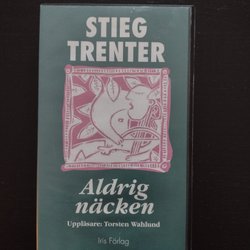 STIEG
TRENTER
Aldrig
näcken
Uppläsare: Torsten Wahlund
Iris Förlag